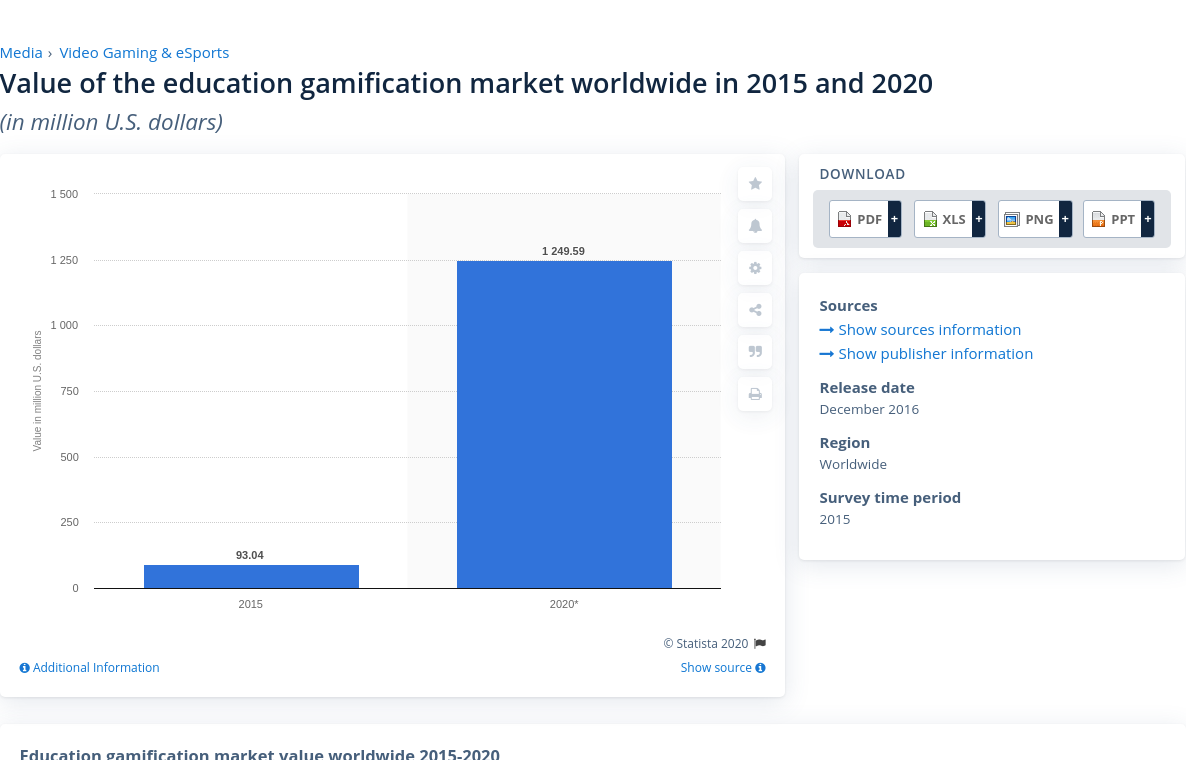 Media › Video Gaming & eSports
Value of the education gamification market worldwide in 2015 and 2020
(in million U.S. dollars)
Value in million U.S. dollars
1 500
1 250
1 000
750
500
250
0
93.04
1 249.59
2015
2020*
© Statista 2020
Additional Information
Show source
DOWNLOAD
PDF +
XLS +
PNG +
PPT +
Sources
Show sources information
Show publisher information
Release date
December 2016
Region
Worldwide
Survey time period
2015
Education gamification market value worldwide 2015-2020